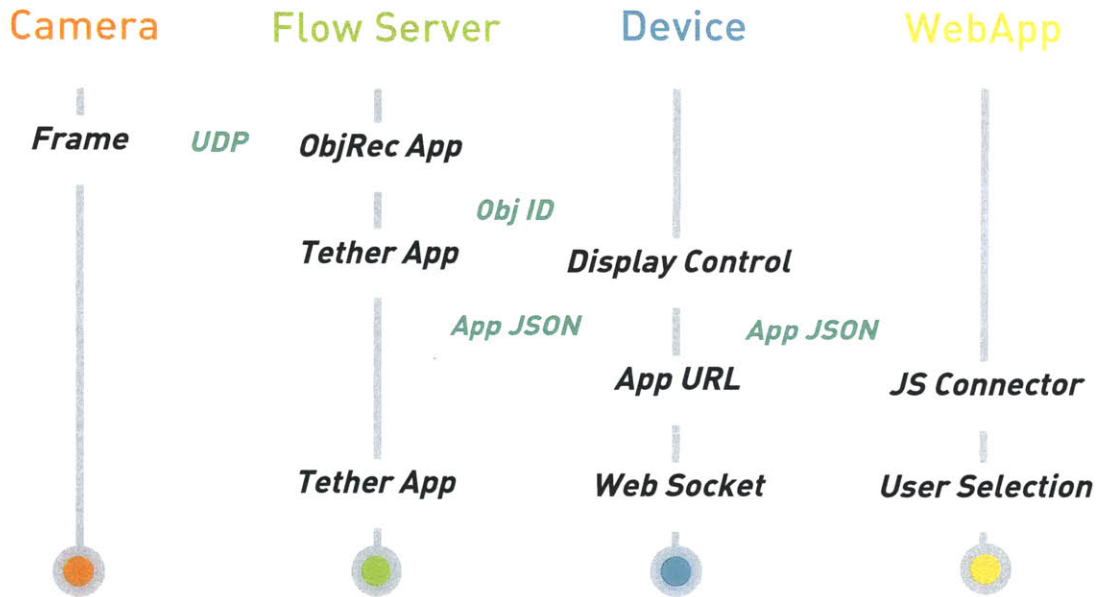 Camera
Flow Server
Device
WebApp
Frame
UDP
ObjRec App
Obj ID
Tether App
Display Control
App JSON
App JSON
App URL
JS Connector
Tether App
Web Socket
User Selection